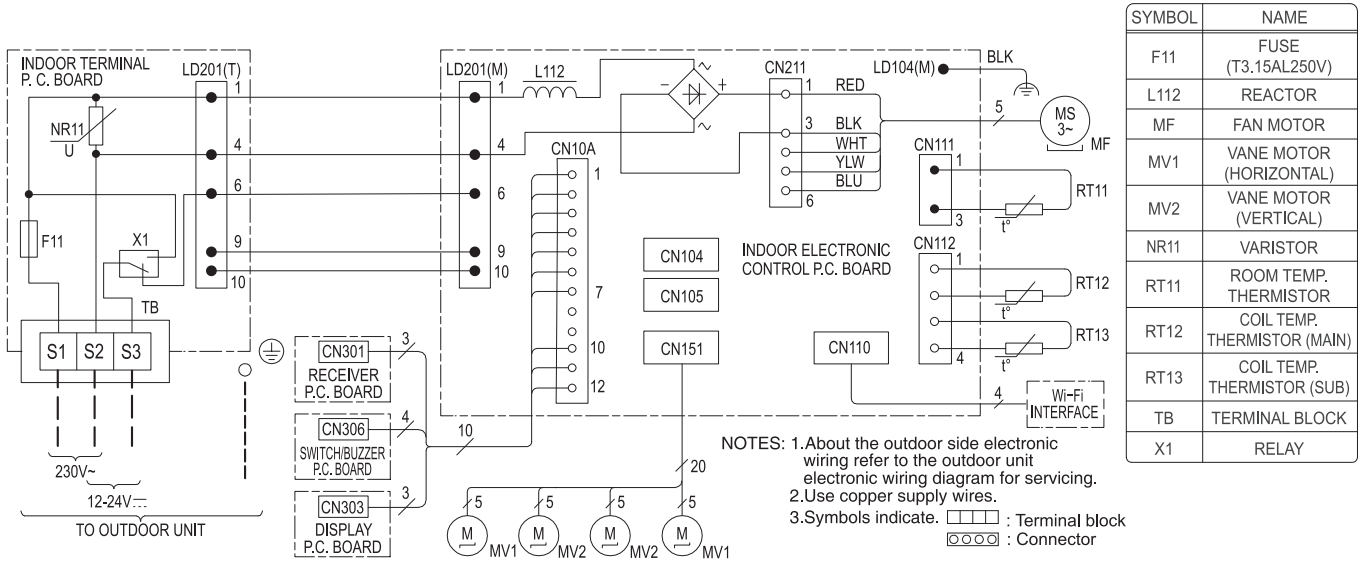 INDOOR TERMINAL
P. C. BOARD
LD201(T)
1
NR11
U
4
6
F11
X1
9
10
TB
S1 S2 S3
230V~
12-24V⎓
TO OUTDOOR UNIT
LD201(M)
1
4
6
9
10
L112
~
− +
~
CN10A
1
7
10
12
CN211
1 RED
3 BLK
WHT
YLW
BLU
6
LD104(M) BLK
5
MS
3~
MF
CN111
1
RT11
3
t°
INDOOR ELECTRONIC
CONTROL P.C. BOARD
CN112
1
RT12
t°
RT13
4
t°
CN104
CN105
CN151
CN110
4
Wi-Fi
INTERFACE
CN301 3
RECEIVER
P.C. BOARD
CN306 4
SWITCH/BUZZER
P.C. BOARD
10
CN303 3
DISPLAY
P.C. BOARD
20
5 5 5 5
M M M M
MV1 MV2 MV2 MV1
NOTES: 1.About the outdoor side electronic
wiring refer to the outdoor unit
electronic wiring diagram for servicing.
2.Use copper supply wires.
3.Symbols indicate. : Terminal block
: Connector
SYMBOL NAME
F11 FUSE
(T3.15AL250V)
L112 REACTOR
MF FAN MOTOR
MV1 VANE MOTOR
(HORIZONTAL)
MV2 VANE MOTOR
(VERTICAL)
NR11 VARISTOR
RT11 ROOM TEMP.
THERMISTOR
RT12 COIL TEMP.
THERMISTOR (MAIN)
RT13 COIL TEMP.
THERMISTOR (SUB)
TB TERMINAL BLOCK
X1 RELAY